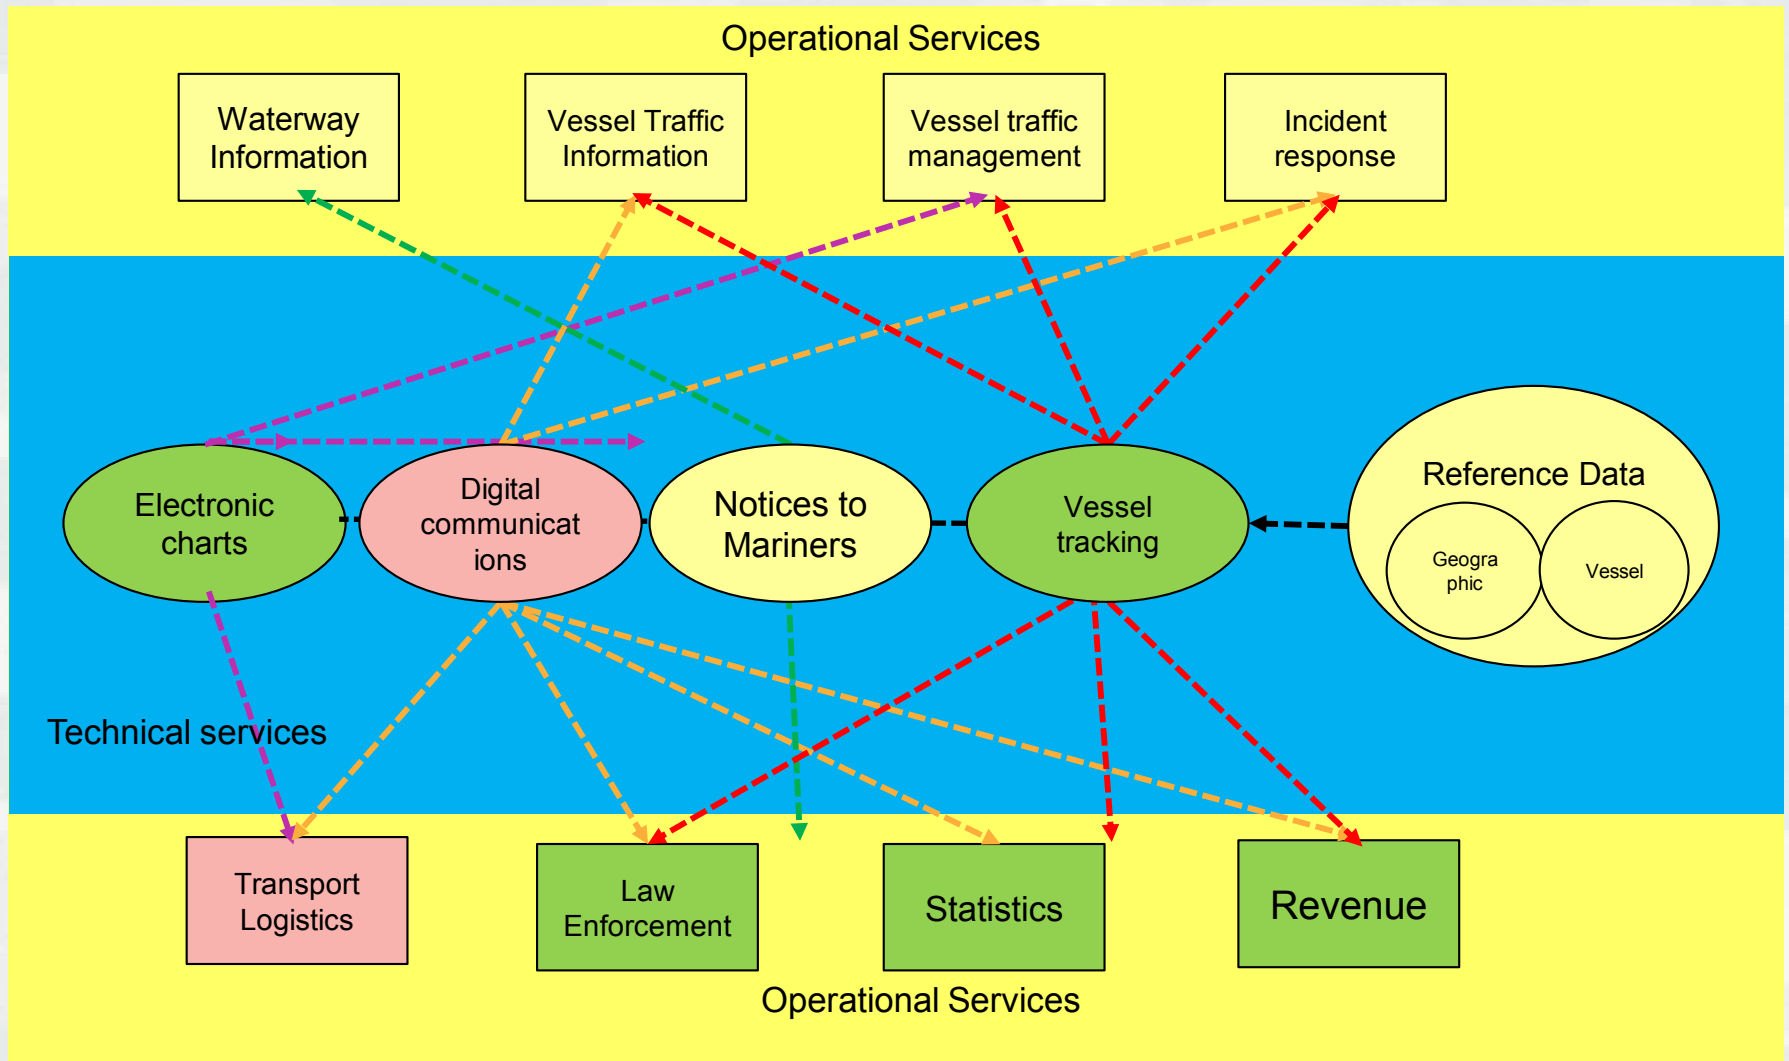 Operational Services
Waterway
Information
Vessel Traffic
Information
Vessel traffic
management
Incident
response
Electronic
charts
Digital
communicat
ions
Notices to
Mariners
Vessel
tracking
Reference Data
Geogra
phic
Vessel
Technical services
Transport
Logistics
Law
Enforcement
Statistics
Revenue
Operational Services